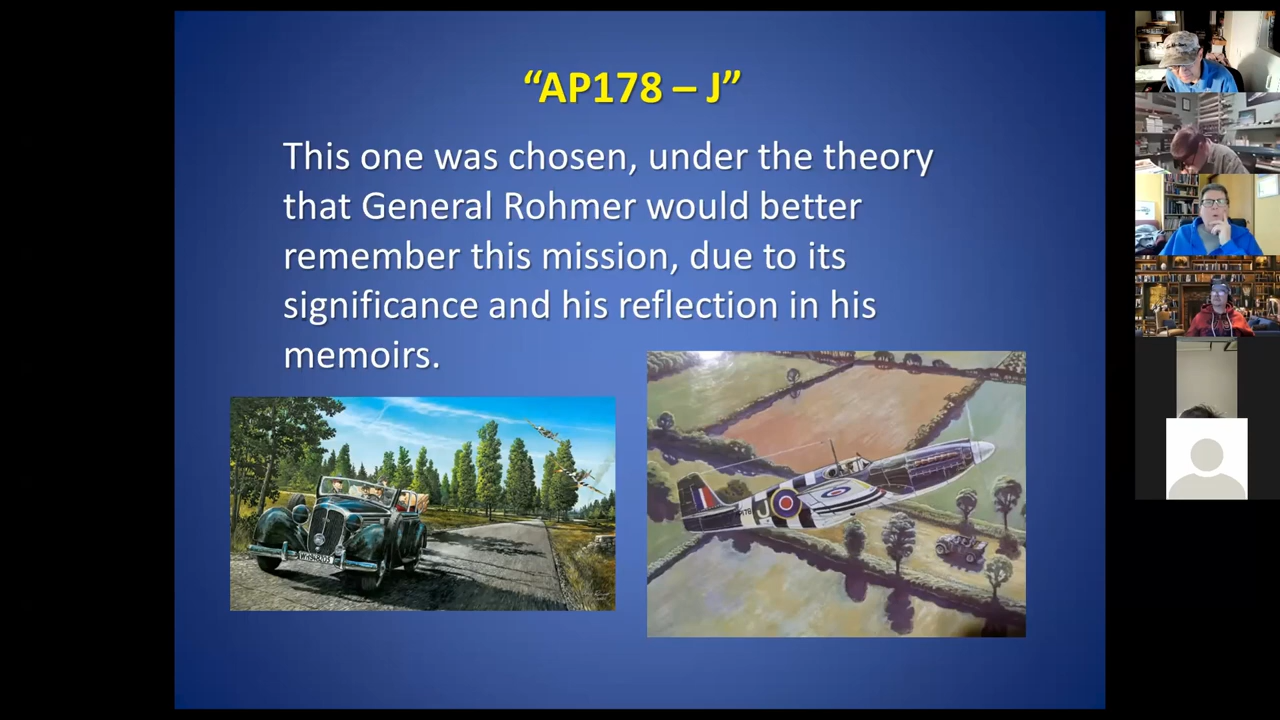 “AP178 – J”
This one was chosen, under the theory
that General Rohmer would better
remember this mission, due to its
significance and his reflection in his
memoirs.
J